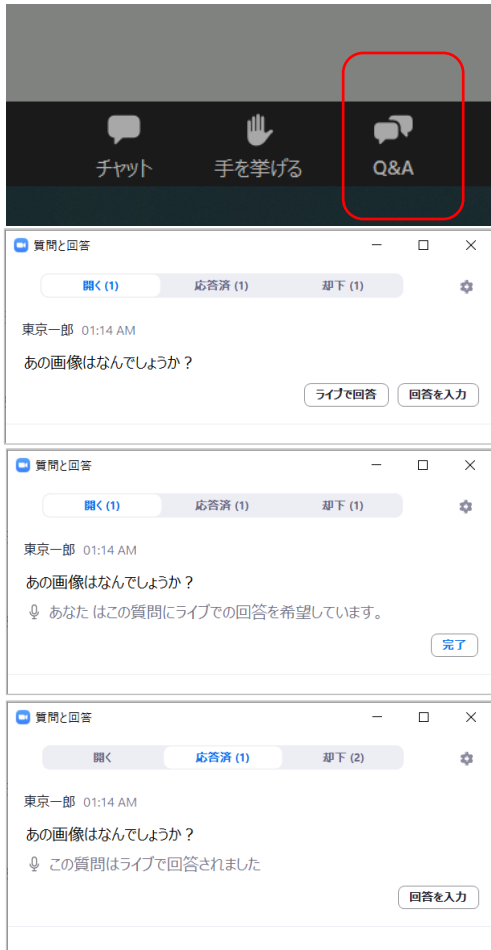 チャット 手を挙げる Q&A
質問と回答
開く (1) 応答済 (1) 却下 (1)
東京一郎 01:14 AM
あの画像はなんでしょうか？
ライブで回答 回答を入力
質問と回答
開く (1) 応答済 (1) 却下 (1)
東京一郎 01:14 AM
あの画像はなんでしょうか？
あなた はこの質問にライブでの回答を希望しています。
完了
質問と回答
開く 応答済 (1) 却下 (2)
東京一郎 01:14 AM
あの画像はなんでしょうか？
この質問はライブで回答されました
回答を入力